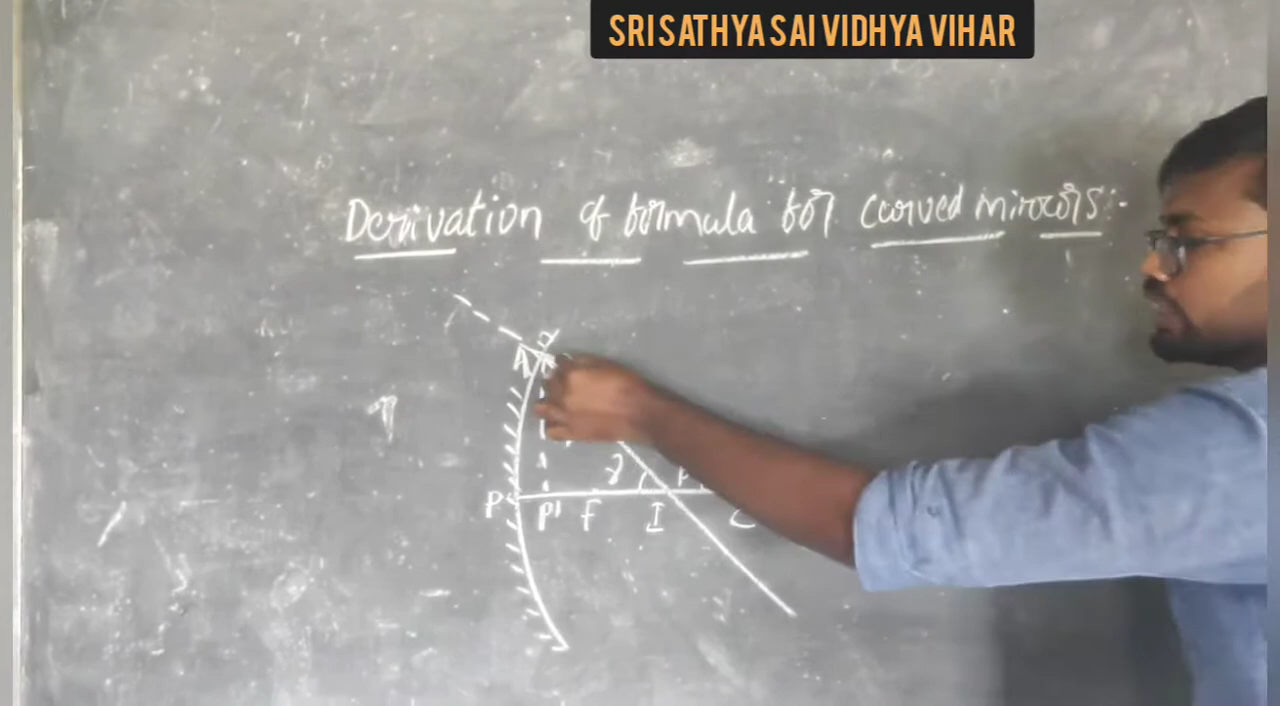 SRI SATHYA SAI VIDHYA VIHAR
Derivation of formula for curved mirrors:-
A
P P' F I C